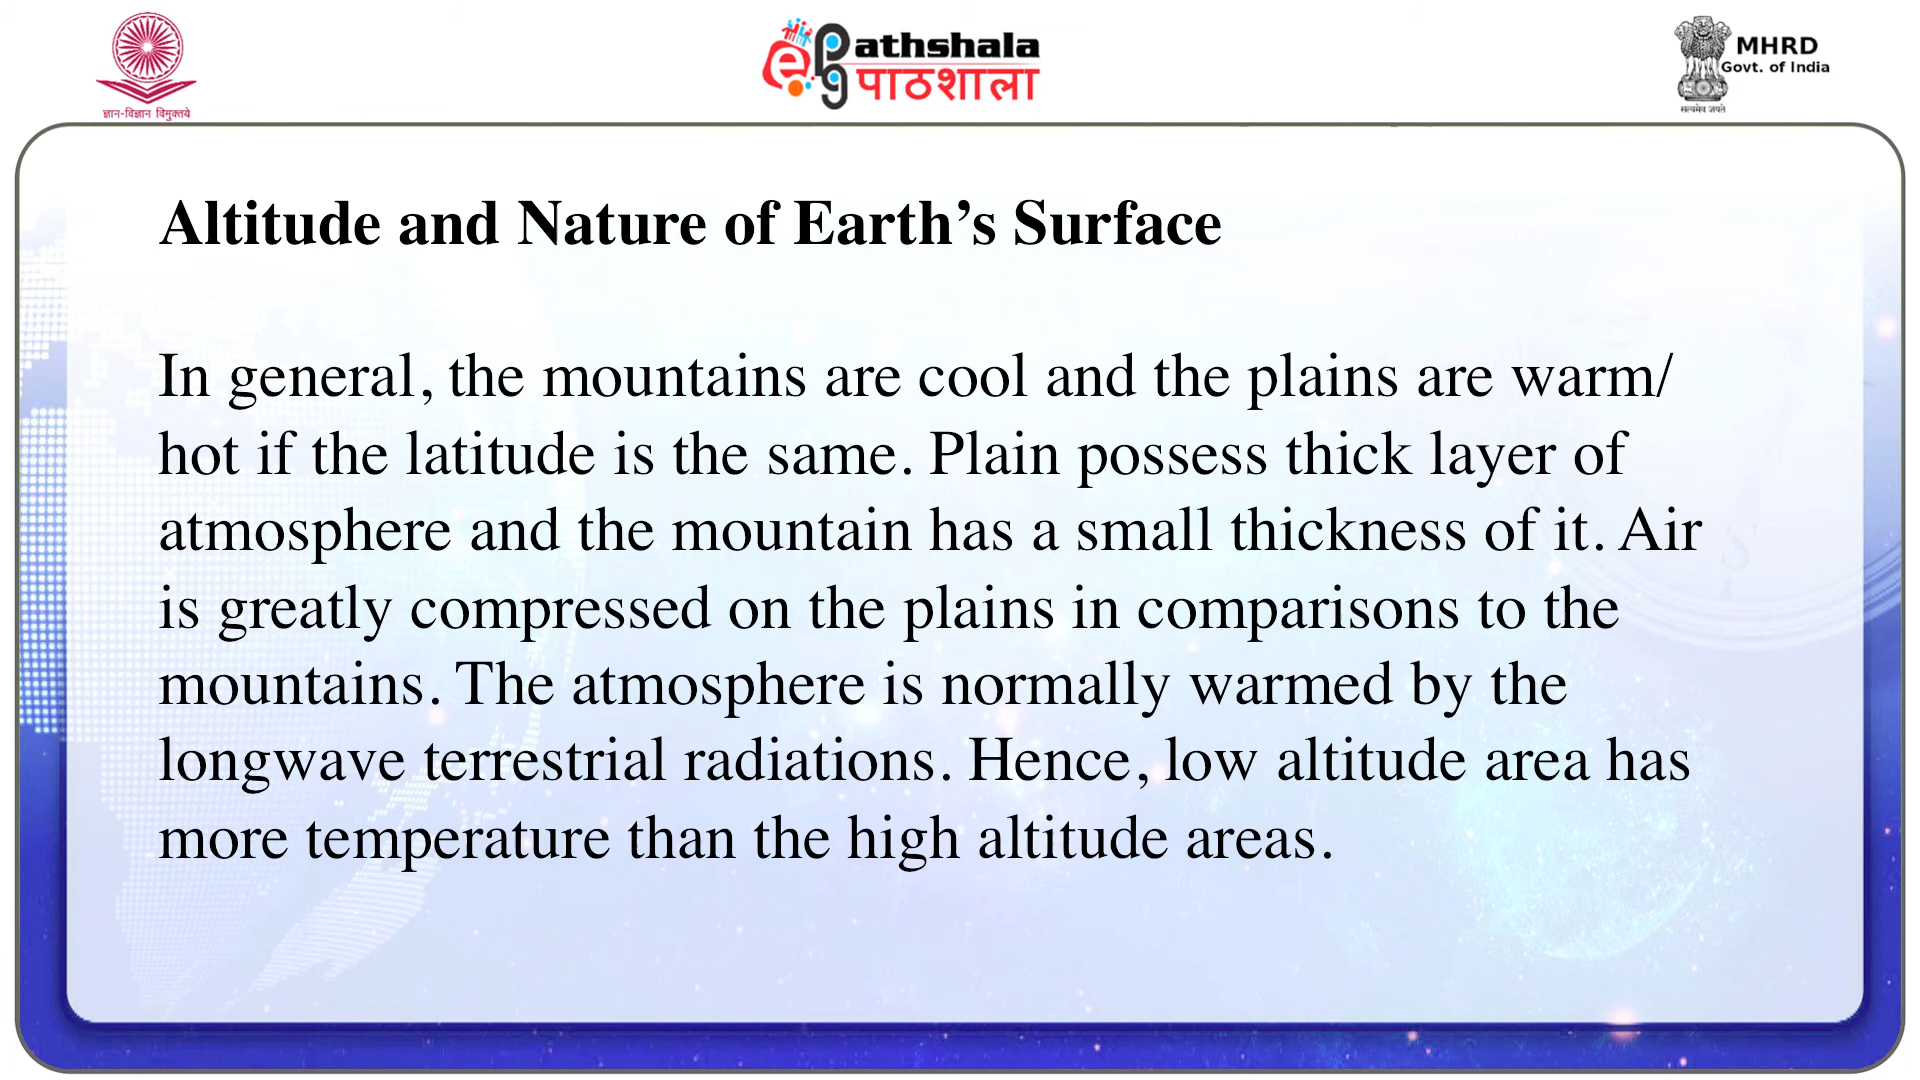 ज्ञान-विज्ञान विमुक्तये
e pg athshala
पाठशाला
MHRD
Govt. of India
सत्यमेव जयते
Altitude and Nature of Earth’s Surface
In general, the mountains are cool and the plains are warm/
hot if the latitude is the same. Plain possess thick layer of
atmosphere and the mountain has a small thickness of it. Air
is greatly compressed on the plains in comparisons to the
mountains. The atmosphere is normally warmed by the
longwave terrestrial radiations. Hence, low altitude area has
more temperature than the high altitude areas.